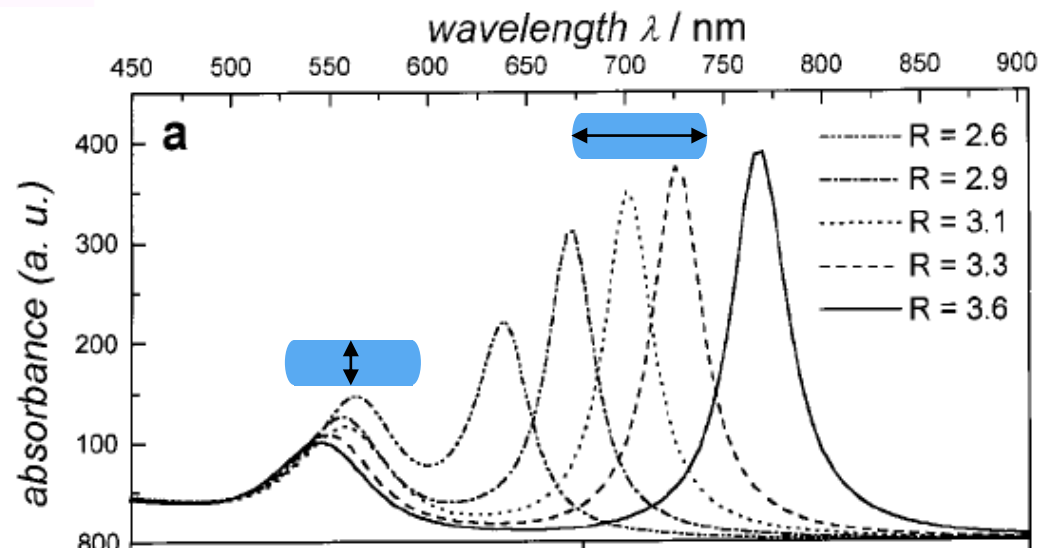 wavelength λ / nm
450 500 550 600 650 700 750 800 850 900
a
absorbance (a. u.)
400
300
200
100
800
R = 2.6
R = 2.9
R = 3.1
R = 3.3
R = 3.6